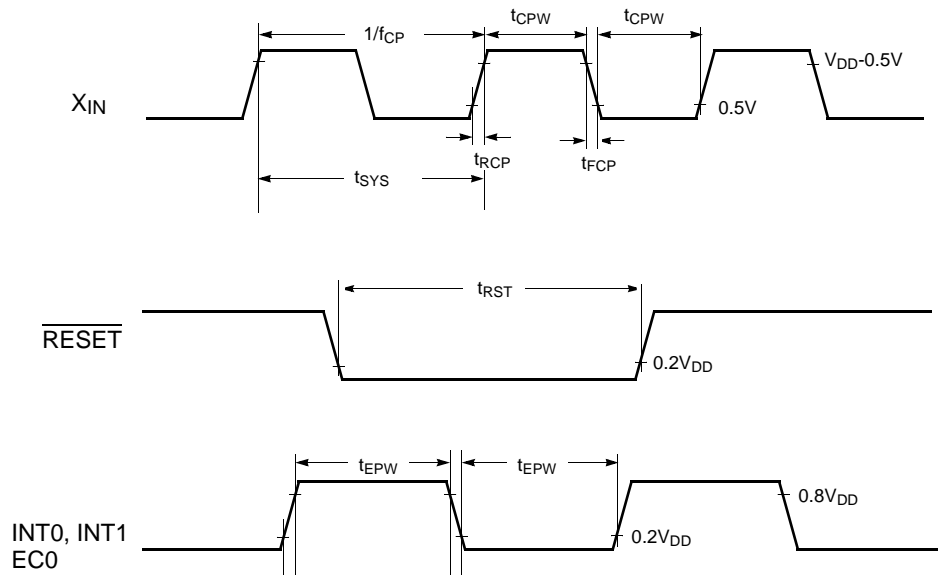 1/fCP
tCPW
tCPW
XIN
VDD-0.5V
0.5V
tRCP
tFCP
tSYS
tRST
RESET
0.2VDD
tEPW
tEPW
0.8VDD
INT0, INT1
EC0
0.2VDD